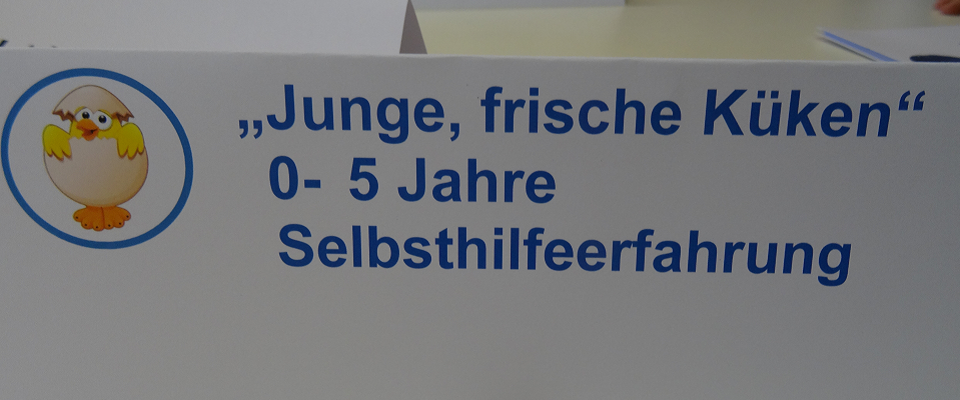 „Junge, frische Küken“
0- 5 Jahre
Selbsthilfeerfahrung